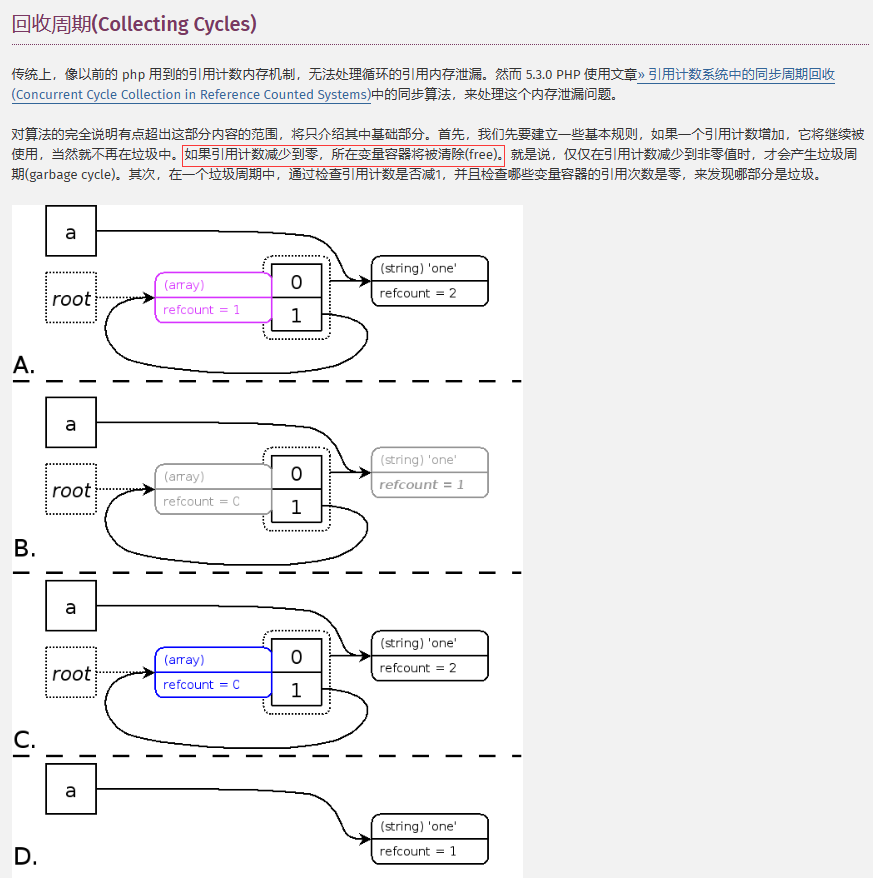 回收周期(Collecting Cycles)
传统上，像以前的 php 用到的引用计数内存机制，无法处理循环的引用内存泄漏。然而 5.3.0 PHP 使用文章» 引用计数系统中的同步周期回收
(Concurrent Cycle Collection in Reference Counted Systems)中的同步算法，来处理这个内存泄漏问题。
对算法的完全说明有点超出这部分内容的范围，将只介绍其中基础部分。首先，我们先要建立一些基本规则，如果一个引用计数增加，它将继续被
使用，当然就不再在垃圾中。如果引用计数减少到零，所在变量容器将被清除(free)。就是说，仅仅在引用计数减少到非零值时，才会产生垃圾周
期(garbage cycle)。其次，在一个垃圾周期中，通过检查引用计数是否减1，并且检查哪些变量容器的引用次数是零，来发现哪部分是垃圾。
a
(string) 'one'
refcount = 2
root
(array)
refcount = 1
0
1
A.
a
(string) 'one'
refcount = 1
root
(array)
refcount = 0
0
1
B.
a
(string) 'one'
refcount = 2
root
(array)
refcount = 0
0
1
C.
a
(string) 'one'
refcount = 1
D.